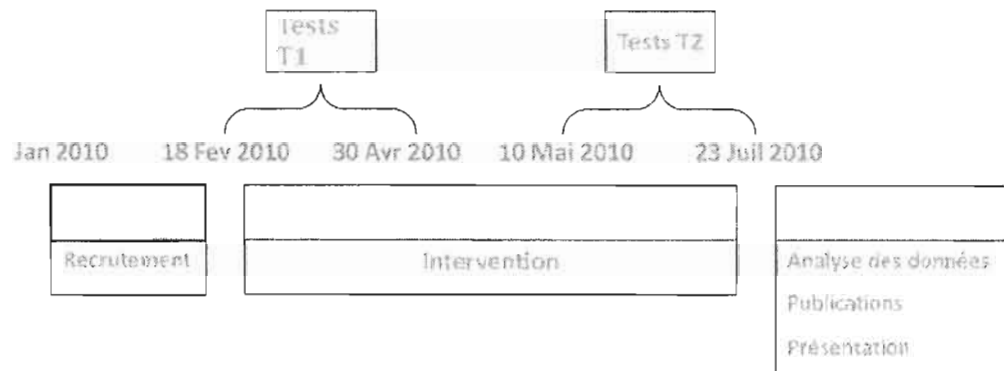 Tests
T1
Tests T2
Jan 2010 18 Fev 2010 30 Avr 2010 10 Mai 2010 23 Juil 2010
Recrutement
Intervention
Analyse des données
Publications
Présentation